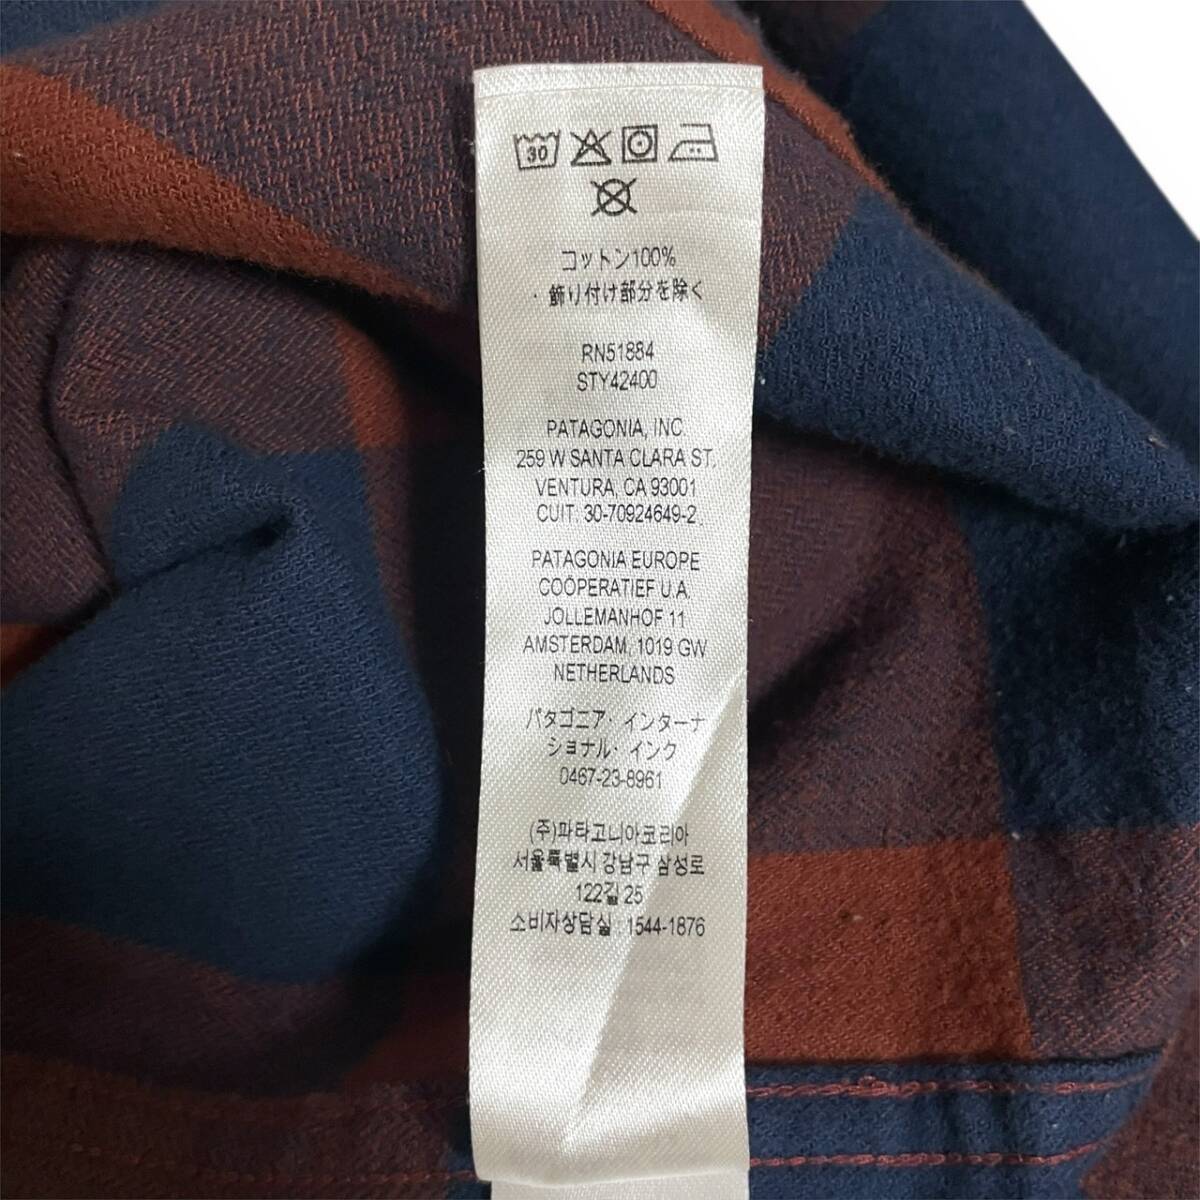 30
コットン100%
・飾り付け部分を除く
RN51884
STY42400
PATAGONIA, INC.
259 W SANTA CLARA ST.
VENTURA, CA 93001
CUIT. 30-70924649-2
PATAGONIA EUROPE
COÖPERATIEF U.A.
JOLLEMANHOF 11
AMSTERDAM, 1019 GW
NETHERLANDS
パタゴニア・インターナ
ショナル・インク
0467-23-8961
(주)파타고니아코리아
서울특별시 강남구 삼성로
122길 25
소비자상담실 : 1544-1876